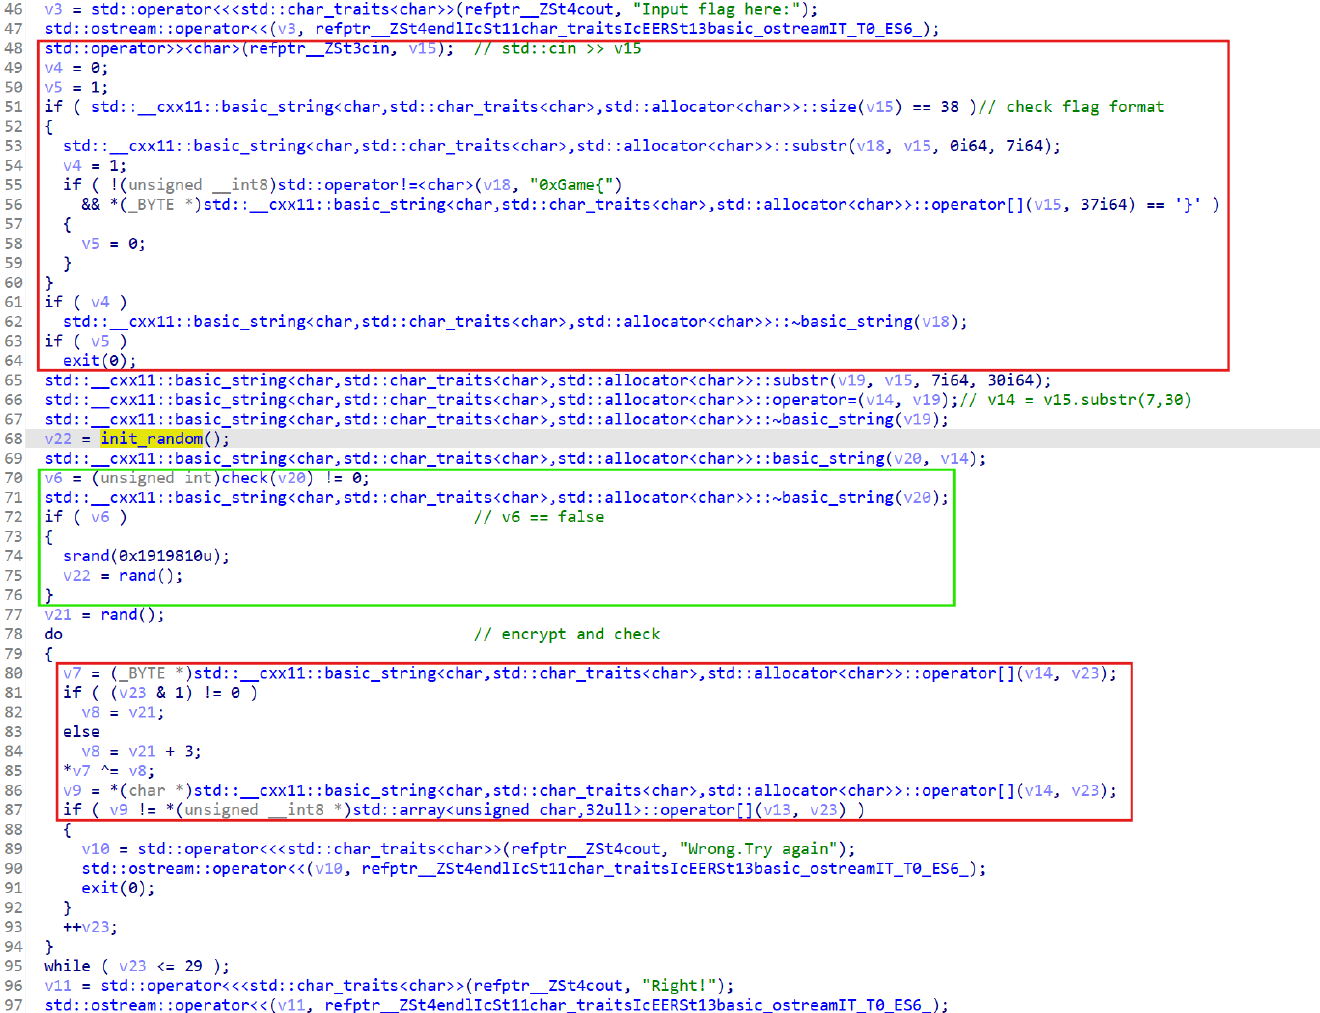 46 v3 = std::operator<<<std::char_traits<char>>(refptr__ZSt4cout, "Input flag here:");
47 std::ostream::operator<<(v3, refptr__ZSt4endlIcSt11char_traitsIcEERSt13basic_ostreamIT_T0_ES6_);
48 std::operator>><char>(refptr__ZSt3cin, v15);  // std::cin >> v15
49 v4 = 0;
50 v5 = 1;
51 if ( std::__cxx11::basic_string<char,std::char_traits<char>,std::allocator<char>>::size(v15) == 38 )// check flag format
52 {
53   std::__cxx11::basic_string<char,std::char_traits<char>,std::allocator<char>>::substr(v18, v15, 0i64, 7i64);
54   v4 = 1;
55   if ( !(unsigned __int8)std::operator!=<char>(v18, "0xGame{")
56     && *(_BYTE *)std::__cxx11::basic_string<char,std::char_traits<char>,std::allocator<char>>::operator[](v15, 37i64) == '}' )
57   {
58     v5 = 0;
59   }
60 }
61 if ( v4 )
62   std::__cxx11::basic_string<char,std::char_traits<char>,std::allocator<char>>::~basic_string(v18);
63 if ( v5 )
64   exit(0);
65 std::__cxx11::basic_string<char,std::char_traits<char>,std::allocator<char>>::substr(v19, v15, 7i64, 30i64);
66 std::__cxx11::basic_string<char,std::char_traits<char>,std::allocator<char>>::operator=(v14, v19);// v14 = v15.substr(7,30)
67 std::__cxx11::basic_string<char,std::char_traits<char>,std::allocator<char>>::~basic_string(v19);
68 v22 = init_random();
69 std::__cxx11::basic_string<char,std::char_traits<char>,std::allocator<char>>::basic_string(v20, v14);
70 v6 = (unsigned int)check(v20) != 0;
71 std::__cxx11::basic_string<char,std::char_traits<char>,std::allocator<char>>::~basic_string(v20);
72 if ( v6 )                                   // v6 == false
73 {
74   srand(0x1919810u);
75   v22 = rand();
76 }
77 v21 = rand();
78 do                                          // encrypt and check
79 {
80   v7 = (_BYTE *)std::__cxx11::basic_string<char,std::char_traits<char>,std::allocator<char>>::operator[](v14, v23);
81   if ( (v23 & 1) != 0 )
82     v8 = v21;
83   else
84     v8 = v21 + 3;
85   *v7 ^= v8;
86   v9 = *(char *)std::__cxx11::basic_string<char,std::char_traits<char>,std::allocator<char>>::operator[](v14, v23);
87   if ( v9 != *(unsigned __int8 *)std::array<unsigned char,32ull>::operator[](v13, v23) )
88   {
89     v10 = std::operator<<<std::char_traits<char>>(refptr__ZSt4cout, "Wrong.Try again");
90     std::ostream::operator<<(v10, refptr__ZSt4endlIcSt11char_traitsIcEERSt13basic_ostreamIT_T0_ES6_);
91     exit(0);
92   }
93   ++v23;
94 }
95 while ( v23 <= 29 );
96 v11 = std::operator<<<std::char_traits<char>>(refptr__ZSt4cout, "Right!");
97 std::ostream::operator<<(v11, refptr__ZSt4endlIcSt11char_traitsIcEERSt13basic_ostreamIT_T0_ES6_);